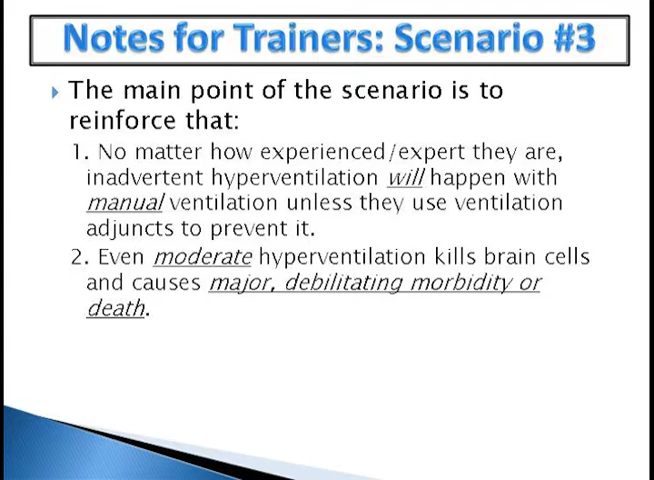 Notes for Trainers: Scenario #3
The main point of the scenario is to
reinforce that:
1. No matter how experienced/expert they are,
inadvertent hyperventilation will happen with
manual ventilation unless they use ventilation
adjuncts to prevent it.
2. Even moderate hyperventilation kills brain cells
and causes major, debilitating morbidity or
death.